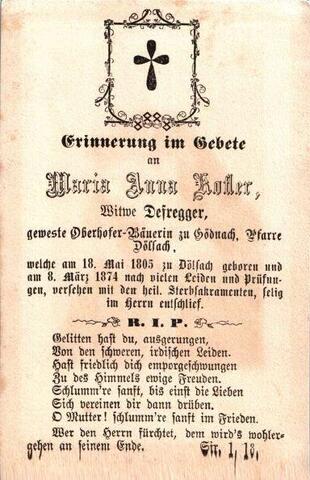 Erinnerung im Gebete
an
Maria Anna Kofler,
Witwe Defregger,
geweste Oberhofer-Bäuerin zu Gödnach, Pfarre
Dölsach,
welche am 18. Mai 1805 zu Dölsach geboren und
am 8. März 1874 nach vielen Leiden und Prüfun-
gen, versehen mit den heil. Sterbsakramenten, selig
im Herrn entschlief.
R. I. P.
Gelitten hast du, ausgerungen,
Von den schweren, irdischen Leiden.
Hast friedlich dich emporgeschwungen
Zu des Himmels ewige Freuden.
Schlumm're sanft, bis einst die Lieben
Sich vereinen dir dann drüben.
O Mutter! schlumm're sanft im Frieden.
Wer den Herrn fürchtet, dem wird's wohler-
gehen an seinem Ende. Sir. 1, 18.